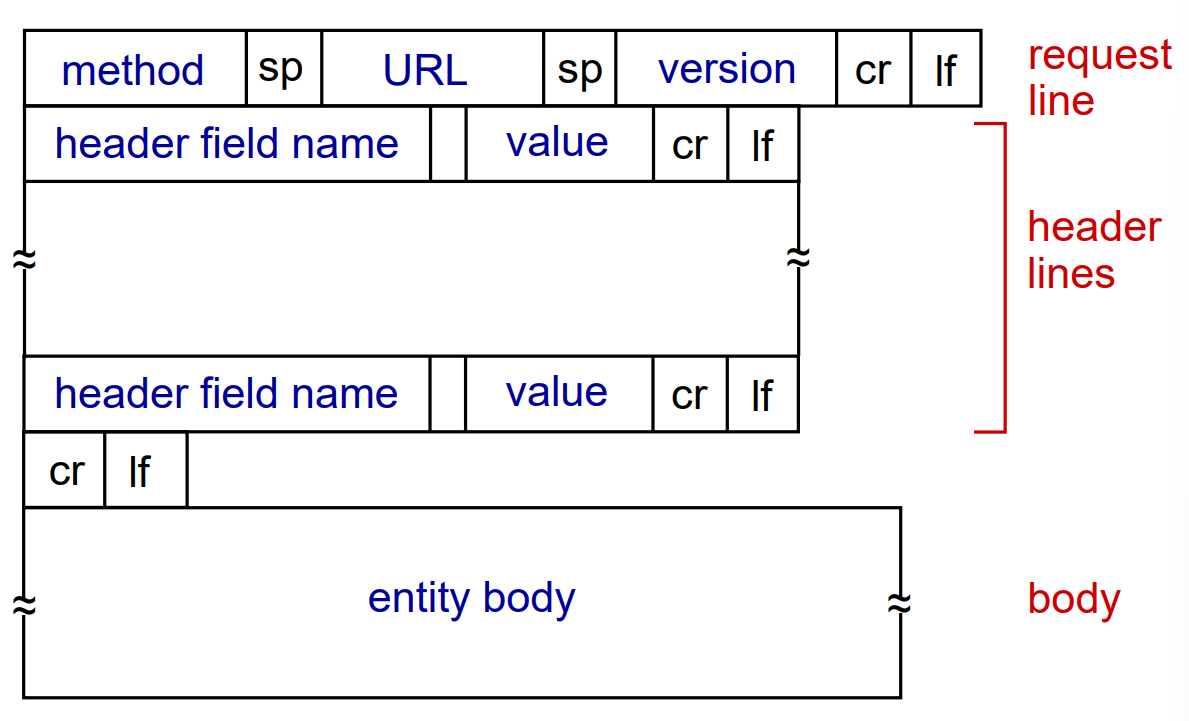 method sp URL sp version cr lf
request
line
header field name value cr lf
header
lines
≈ ≈
header field name value cr lf
cr lf
entity body
≈ ≈
body